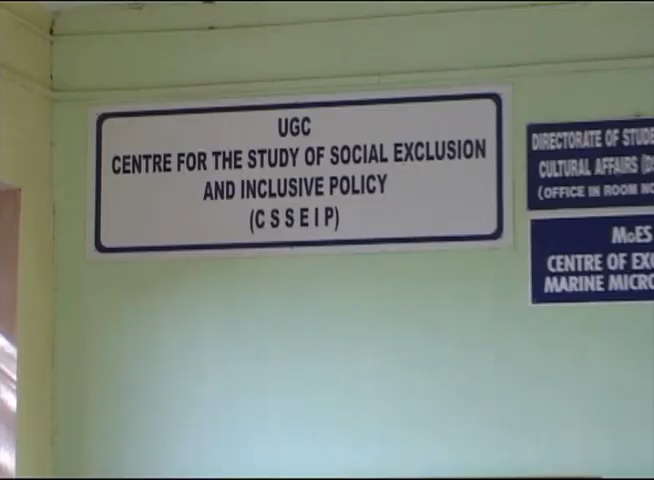 UGC
CENTRE FOR THE STUDY OF SOCIAL EXCLUSION
AND INCLUSIVE POLICY
(C S S E I P)
DIRECTORATE OF
CULTURAL AFFAIRS
(OFFICE IN ROOM
MoES
CENTRE OF
MARINE